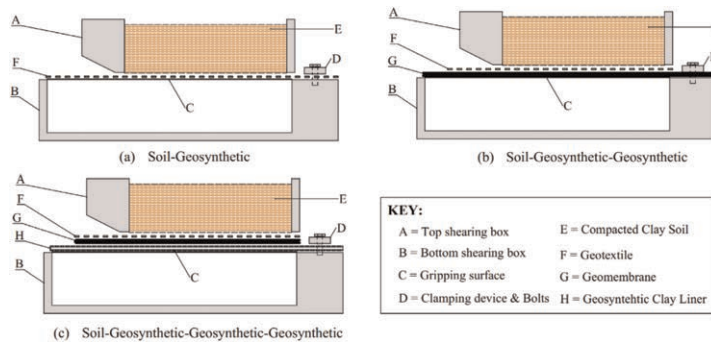 A
E
D
F
B
C
(a) Soil-Geosynthetic
A
F
G
B
C
(b) Soil-Geosynthetic-Geosynthetic
A
F
G
H
B
E
D
C
(c) Soil-Geosynthetic-Geosynthetic-Geosynthetic
KEY:
A = Top shearing box
B = Bottom shearing box
C = Gripping surface
D = Clamping device & Bolts
E = Compacted Clay Soil
F = Geotextile
G = Geomembrane
H = Geosyntehtic Clay Liner